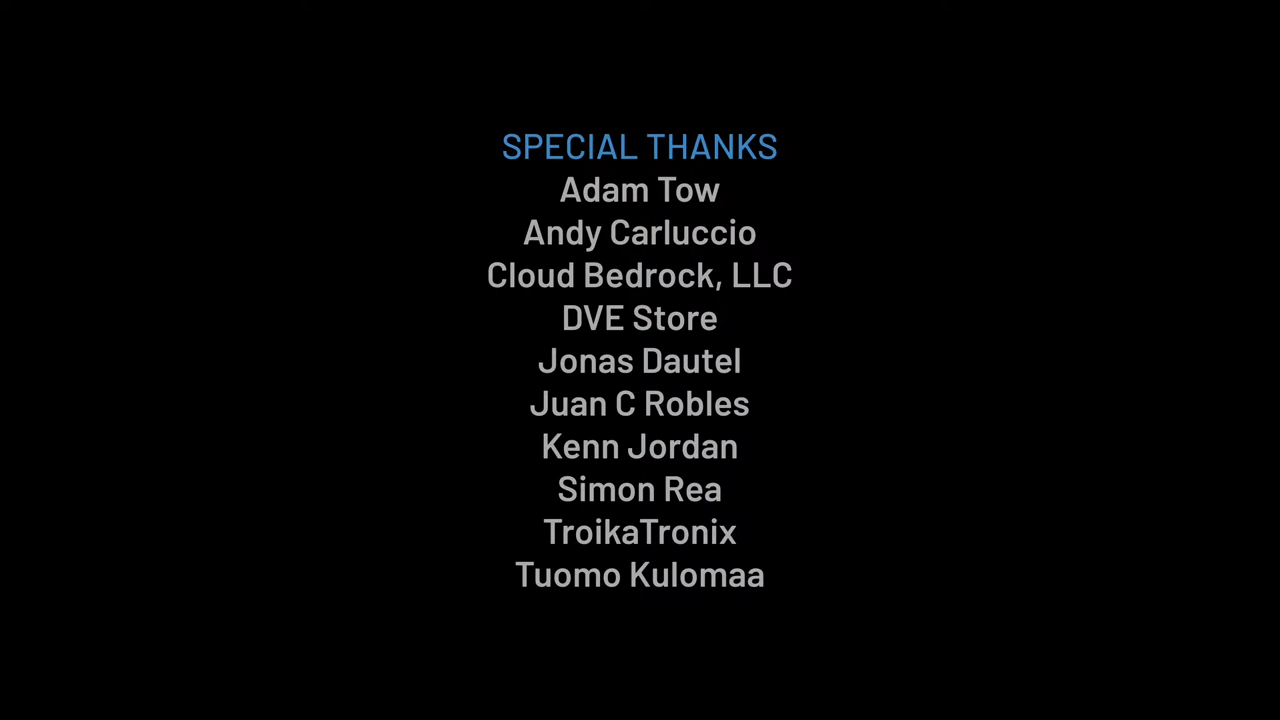 SPECIAL THANKS
Adam Tow
Andy Carluccio
Cloud Bedrock, LLC
DVE Store
Jonas Dautel
Juan C Robles
Kenn Jordan
Simon Rea
TroikaTronix
Tuomo Kulomaa